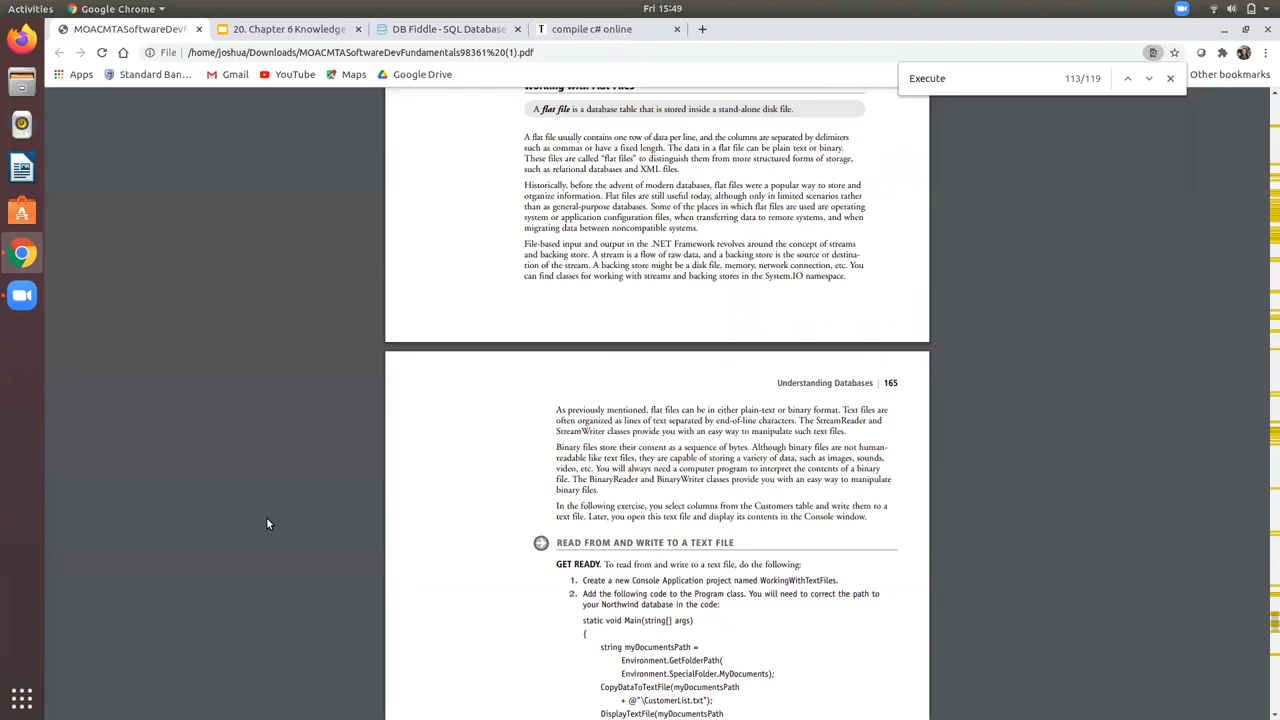 Activities
Google Chrome
Fri 15:49
MOACMTASoftwareDevF
20. Chapter 6 Knowledge
DB Fiddle - SQL Database
T compile c# online
File
/home/joshua/Downloads/MOACMTASoftwareDevFundamentals98361%20(1).pdf
Apps
Standard Ban...
Gmail
YouTube
Maps
Google Drive
Execute
113/119
Other bookmarks
Working with Flat Files
A flat file is a database table that is stored inside a stand-alone disk file.
A flat file usually contains one row of data per line, and the columns are separated by delimiters
such as commas or have a fixed length. The data in a flat file can be plain text or binary.
These files are called “flat files” to distinguish them from more structured forms of storage,
such as relational databases and XML files.
Historically, before the advent of modern databases, flat files were a popular way to store and
organize information. Flat files are still useful today, although only in limited scenarios rather
than as general-purpose databases. Some of the places in which flat files are used are operating
system or application configuration files, when transferring data to remote systems, and when
migrating data between noncompatible systems.
File-based input and output in the .NET Framework revolves around the concept of streams
and backing store. A stream is a flow of raw data, and a backing store is the source or destina-
tion of the stream. A backing store might be a disk file, memory, network connection, etc. You
can find classes for working with streams and backing stores in the System.IO namespace.
Understanding Databases | 165
As previously mentioned, flat files can be in either plain-text or binary format. Text files are
often organized as lines of text separated by end-of-line characters. The StreamReader and
StreamWriter classes provide you with an easy way to manipulate such text files.
Binary files store their content as a sequence of bytes. Although binary files are not human-
readable like text files, they are capable of storing a variety of data, such as images, sounds,
video, etc. You will always need a computer program to interpret the contents of a binary
file. The BinaryReader and BinaryWriter classes provide you with an easy way to manipulate
binary files.
In the following exercise, you select columns from the Customers table and write them to a
text file. Later, you open this text file and display its contents in the Console window.
READ FROM AND WRITE TO A TEXT FILE
GET READY. To read from and write to a text file, do the following:
1. Create a new Console Application project named WorkingWithTextFiles.
2. Add the following code to the Program class. You will need to correct the path to
your Northwind database in the code:
static void Main(string[] args)
{
string myDocumentsPath =
Environment.GetFolderPath(
Environment.SpecialFolder.MyDocuments);
CopyDataToTextFile(myDocumentsPath
+ @"\CustomerList.txt");
DisplayTextFile(myDocumentsPath